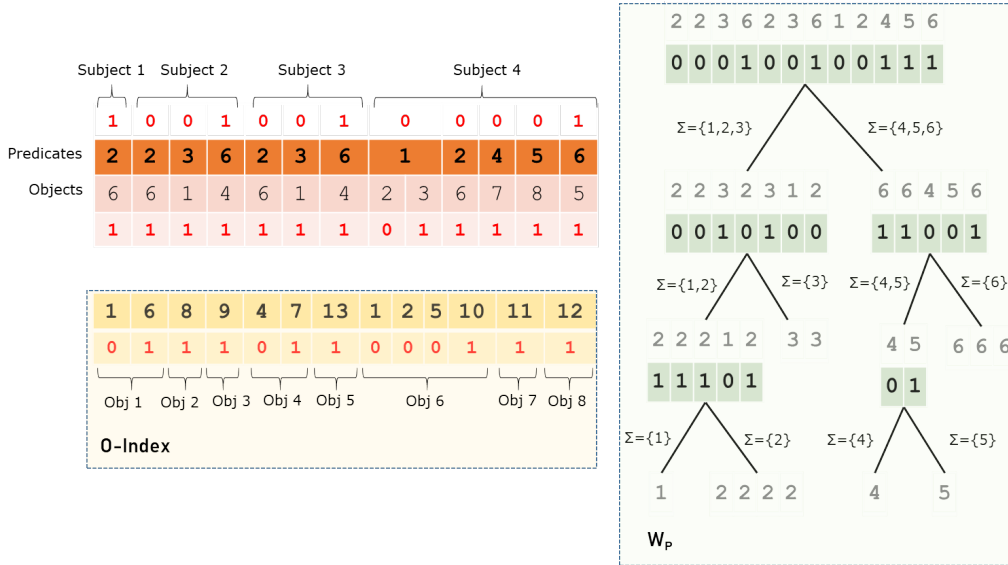 Subject 1 Subject 2 Subject 3 Subject 4
1 0 0 1 0 0 1 0 0 0 0 1
Predicates 2 2 3 6 2 3 6 1 2 4 5 6
Objects 6 6 1 4 6 1 4 2 3 6 7 8 5
1 1 1 1 1 1 1 0 1 1 1 1 1
1 6 8 9 4 7 13 1 2 5 10 11 12
0 1 1 1 0 1 1 0 0 0 1 1 1
Obj 1 Obj 2 Obj 3 Obj 4 Obj 5 Obj 6 Obj 7 Obj 8
O-Index
2 2 3 6 2 3 6 1 2 4 5 6
0 0 0 1 0 0 1 0 0 1 1 1
Σ={1,2,3} Σ={4,5,6}
2 2 3 2 3 1 2 6 6 4 5 6
0 0 1 0 1 0 0 1 1 0 0 1
Σ={1,2} Σ={3} Σ={4,5} Σ={6}
2 2 2 1 2 3 3 4 5 6 6 6
1 1 1 0 1 0 1
Σ={1} Σ={2} Σ={4} Σ={5}
1 2 2 2 2 4 5
WP